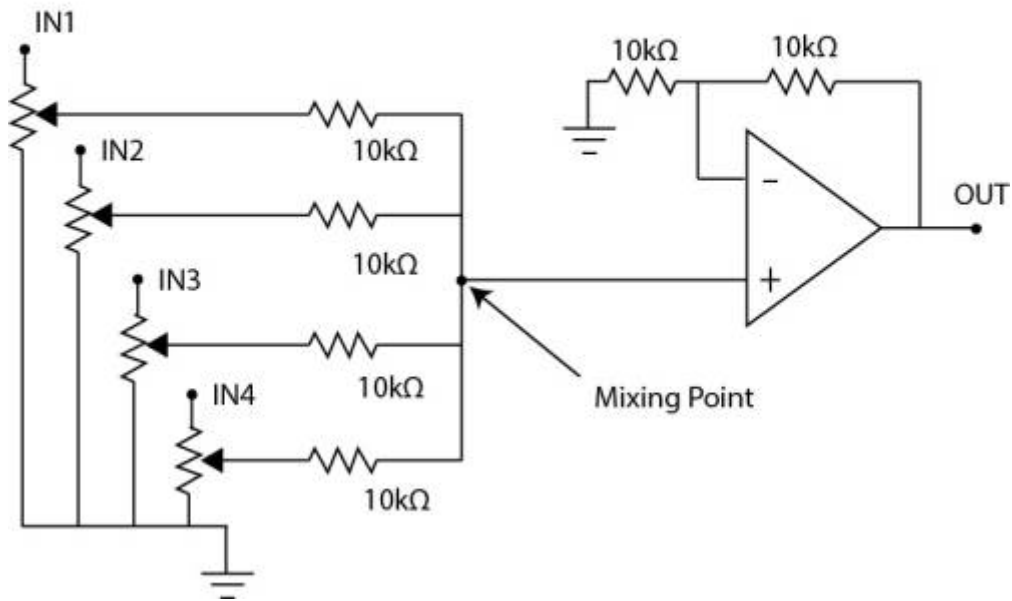 IN1
10kΩ
10kΩ
10kΩ
IN2
10kΩ
-
OUT
IN3
+
10kΩ
Mixing Point
IN4
10kΩ